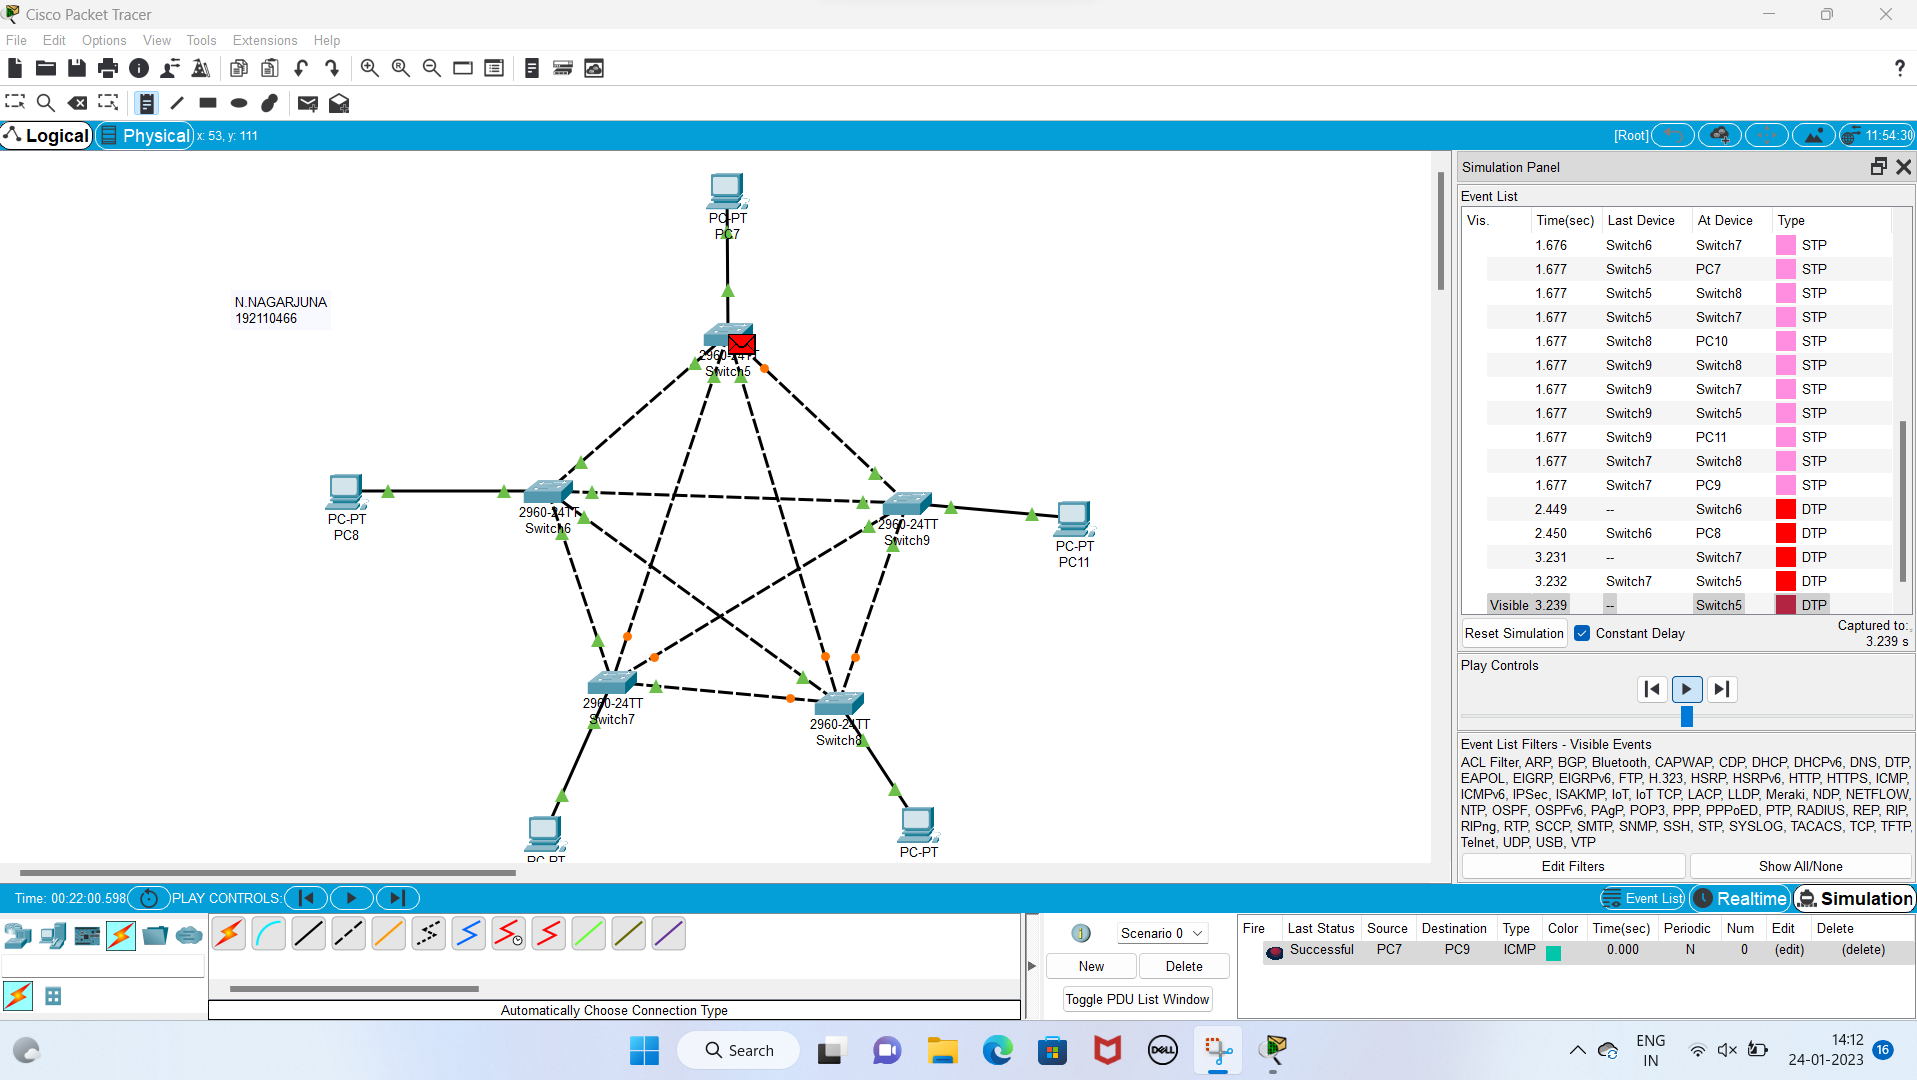 Cisco Packet Tracer
File Edit Options View Tools Extensions Help
?
Logical Physical x: 53, y: 111
[Root] 11:54:30
PC-PT
PC7
N.NAGARJUNA
192110466
2960-24TT
Switch5
PC-PT
PC8
2960-24TT
Switch6
2960-24TT
Switch9
PC-PT
PC11
2960-24TT
Switch7
2960-24TT
Switch8
PC-PT
PC-PT
Simulation Panel
Event List
Vis. Time(sec) Last Device At Device Type
1.676 Switch6 Switch7 STP
1.677 Switch5 PC7 STP
1.677 Switch5 Switch8 STP
1.677 Switch5 Switch7 STP
1.677 Switch8 PC10 STP
1.677 Switch9 Switch8 STP
1.677 Switch9 Switch7 STP
1.677 Switch9 Switch5 STP
1.677 Switch9 PC11 STP
1.677 Switch7 Switch8 STP
1.677 Switch7 PC9 STP
2.449 -- Switch6 DTP
2.450 Switch6 PC8 DTP
3.231 -- Switch7 DTP
3.232 Switch7 Switch5 DTP
Visible 3.239 -- Switch5 DTP
Reset Simulation Constant Delay
Captured to:
3.239 s
Play Controls
Event List Filters - Visible Events
ACL Filter, ARP, BGP, Bluetooth, CAPWAP, CDP, DHCP, DHCPv6, DNS, DTP,
EAPOL, EIGRP, EIGRPv6, FTP, H.323, HSRP, HSRPv6, HTTP, HTTPS, ICMP,
ICMPv6, IPSec, ISAKMP, IoT, IoT TCP, LACP, LLDP, Meraki, NDP, NETFLOW,
NTP, OSPF, OSPFv6, PAgP, POP3, PPP, PPPoED, PTP, RADIUS, REP, RIP,
RIPng, RTP, SCCP, SMTP, SNMP, SSH, STP, SYSLOG, TACACS, TCP, TFTP,
Telnet, UDP, USB, VTP
Edit Filters Show All/None
Time: 00:22:00.598 PLAY CONTROLS:
Event List Realtime Simulation
Automatically Choose Connection Type
Scenario 0
New Delete
Toggle PDU List Window
Fire Last Status Source Destination Type Color Time(sec) Periodic Num Edit Delete
Successful PC7 PC9 ICMP 0.000 N 0 (edit) (delete)
Search
DELL
ENG
IN
14:12
24-01-2023
16